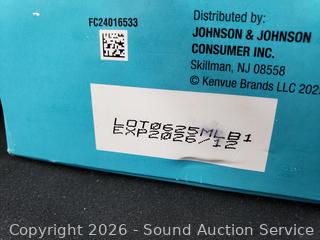 FC24016533
Distributed by:
JOHNSON & JOHNSON
CONSUMER INC.
Skillman, NJ 08558
© Kenvue Brands LLC 202
LOT0625MLB1
EXP2026/12
Copyright 2026 - Sound Auction Service